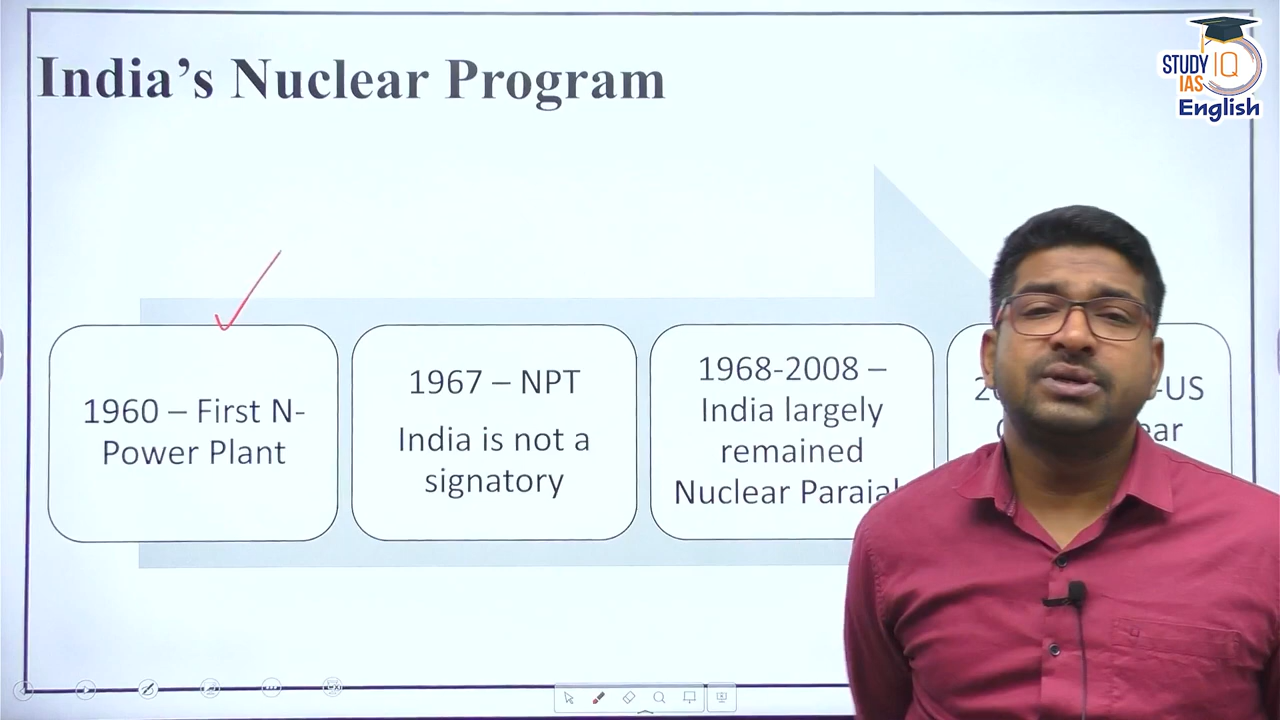 India's Nuclear Program
STUDY IQ
IAS
English
1960 – First N-
Power Plant
1967 – NPT
India is not a
signatory
1968-2008 –
India largely
remained
Nuclear
-US